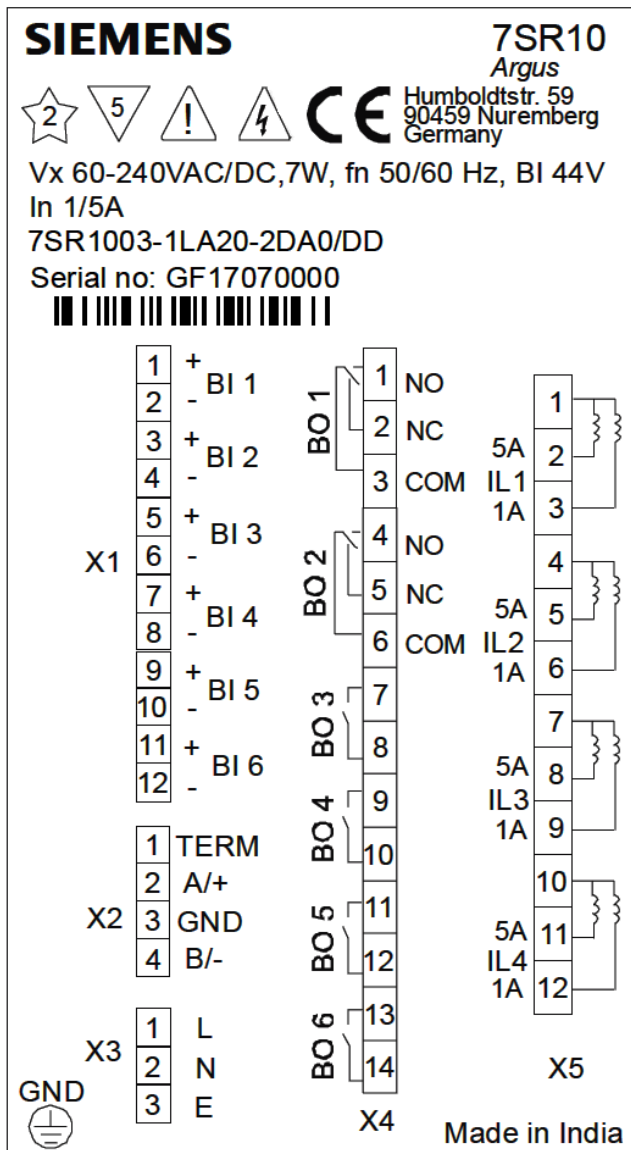 SIEMENS
7SR10
Argus
2
5
!
CE
Humboldtstr. 59
90459 Nuremberg
Germany
Vx 60-240VAC/DC,7W, fn 50/60 Hz, BI 44V
In 1/5A
7SR1003-1LA20-2DA0/DD
Serial no: GF17070000
X1
1 +
BI 1
2 -
3 +
BI 2
4 -
5 +
BI 3
6 -
7 +
BI 4
8 -
9 +
BI 5
10 -
11 +
BI 6
12 -
X2
1 TERM
2 A/+
3 GND
4 B/-
X3
1 L
2 N
3 E
GND
BO 1
1 NO
2 NC
3 COM
BO 2
4 NO
5 NC
6 COM
BO 3
7
8
BO 4
9
10
BO 5
11
12
BO 6
13
14
X4
1
5A 2
IL1
1A 3
4
5A 5
IL2
1A 6
7
5A 8
IL3
1A 9
10
5A 11
IL4
1A 12
X5
Made in India